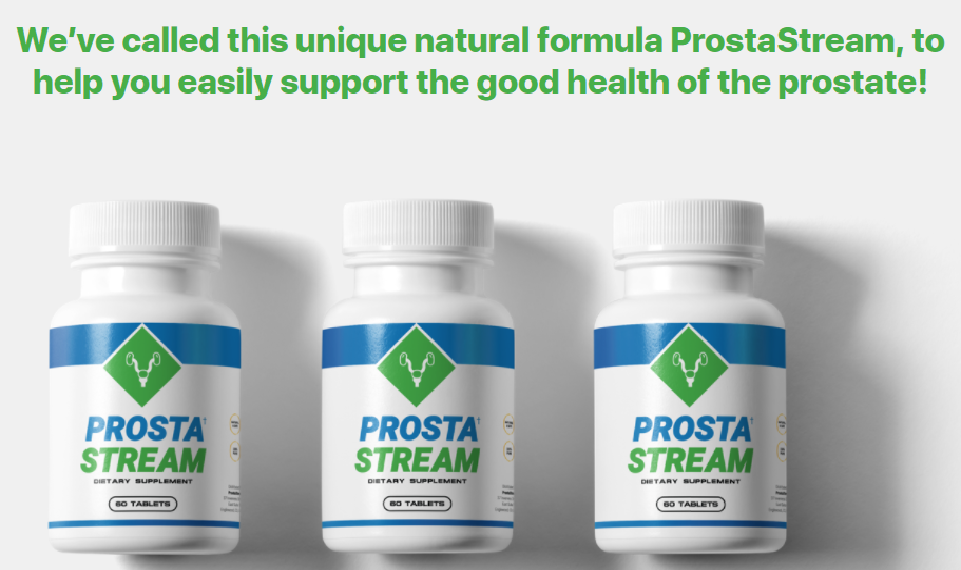 We've called this unique natural formula ProstaStream, to
help you easily support the good health of the prostate!
PROSTA†
STREAM
DIETARY SUPPLEMENT
60 TABLETS
PROSTA†
STREAM
DIETARY SUPPLEMENT
60 TABLETS
PROSTA†
STREAM
DIETARY SUPPLEMENT
60 TABLETS